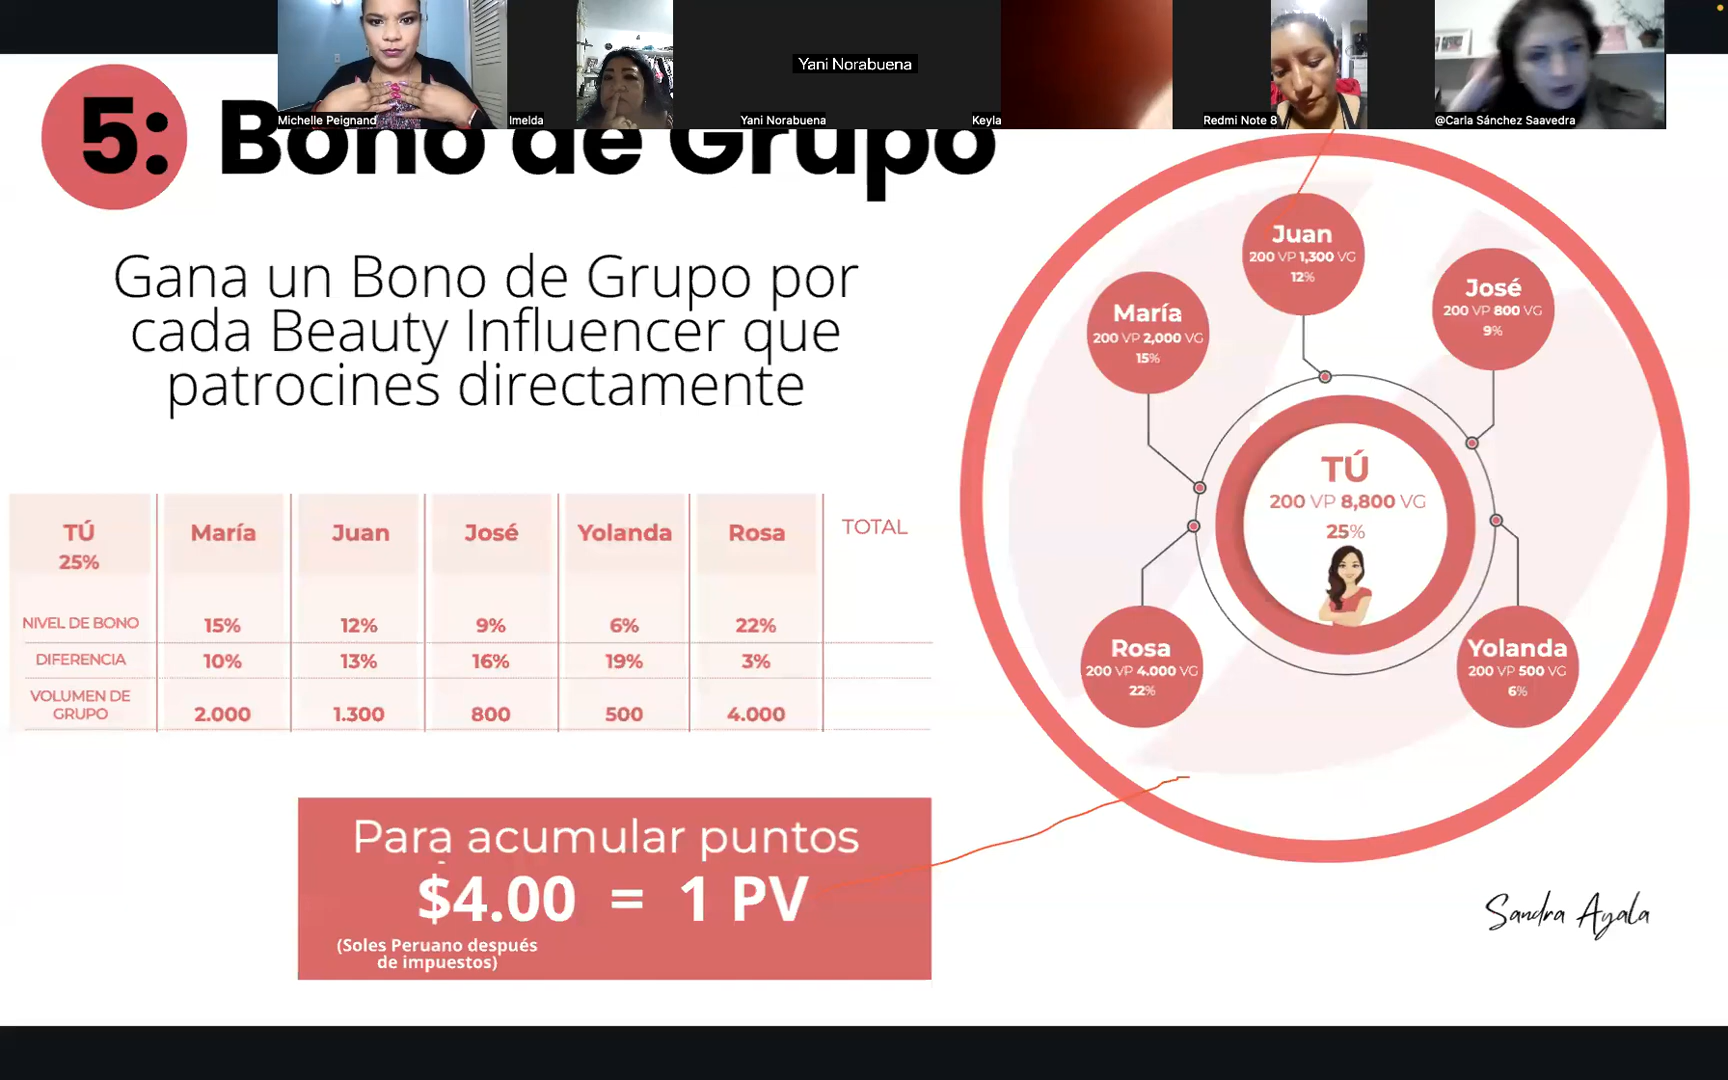 Yani Norabuena
Michelle Peignand
Imelda
Yani Norabuena
Keyla
Redmi Note 8
@Carla Sánchez Saavedra
5: Bono de Grupo
Gana un Bono de Grupo por
cada Beauty Influencer que
patrocines directamente
TÚ María Juan José Yolanda Rosa TOTAL
25%
NIVEL DE BONO 15% 12% 9% 6% 22%
DIFERENCIA 10% 13% 16% 19% 3%
VOLUMEN DE
GRUPO 2.000 1.300 800 500 4.000
Para acumular puntos
$4.00 = 1 PV
(Soles Peruano después
de impuestos)
Juan
200 VP 1,300 VG
12%
María
200 VP 2,000 VG
15%
José
200 VP 800 VG
9%
TÚ
200 VP 8,800 VG
25%
Rosa
200 VP 4.000 VG
22%
Yolanda
200 VP 500 VG
6%
Sandra Ayala